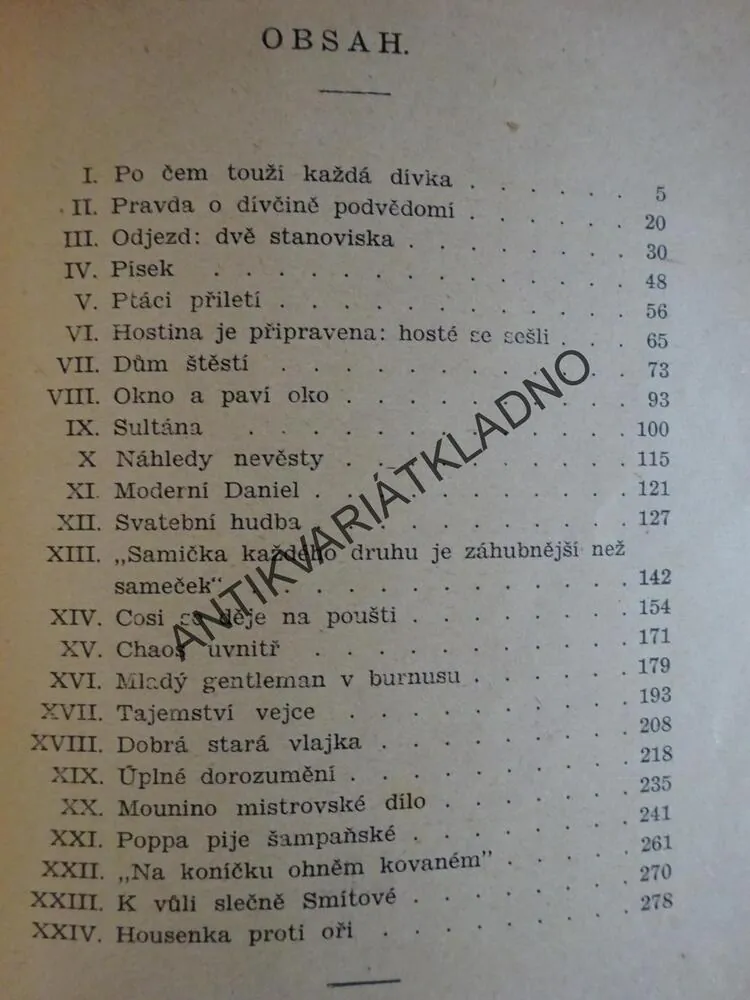 OBSAH.
I. Po čem touží každá dívka . . . . . . 5
II. Pravda o dívčině podvědomí . . . . . . 20
III. Odjezd: dvě stanoviska . . . . . . . . 30
IV. Písek . . . . . . . . . . . . 48
V. Ptáci přiletí . . . . . . . . . . . 56
VI. Hostina je připravena: hosté se sešli . . . 65
VII. Dům štěstí . . . . . . . . . . . 73
VIII. Okno a paví oko . . . . . . . . . 93
IX. Sultána . . . . . . . . . . . . 100
X Náhledy nevěsty . . . . . . . . . 115
XI. Moderní Daniel . . . . . . . . . . 121
XII. Svatební hudba . . . . . . . . . . 127
XIII. „Samička každého druhu je záhubnější než
sameček“ . . . . . . . . . . . . 142
XIV. Cosi se děje na poušti . . . . . . . . 154
XV. Chaos uvnitř . . . . . . . . . . 171
XVI. Mladý gentleman v burnusu . . . . . . 179
XVII. Tajemství vejce . . . . . . . . . 193
XVIII. Dobrá stará vlajka . . . . . . . . . 208
XIX. Úplné dorozumění . . . . . . . . . 218
XX. Mounino mistrovské dílo . . . . . . . 235
XXI. Poppa pije šampaňské . . . . . . . . 241
XXII. „Na koníčku ohněm kovaném” . . . . . 261
XXIII. K vůli slečně Smítové . . . . . . . . 270
XXIV. Housenka proti oři . . . . . . . . . 278
ANTIKVARIÁTKLADNO